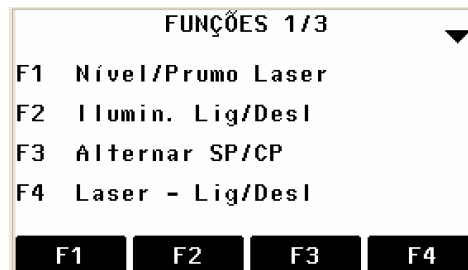 FUNÇÕES 1/3
F1 Nível/Prumo Laser
F2 Ilumin. Lig/Desl
F3 Alternar SP/CP
F4 Laser - Lig/Desl
F1 F2 F3 F4